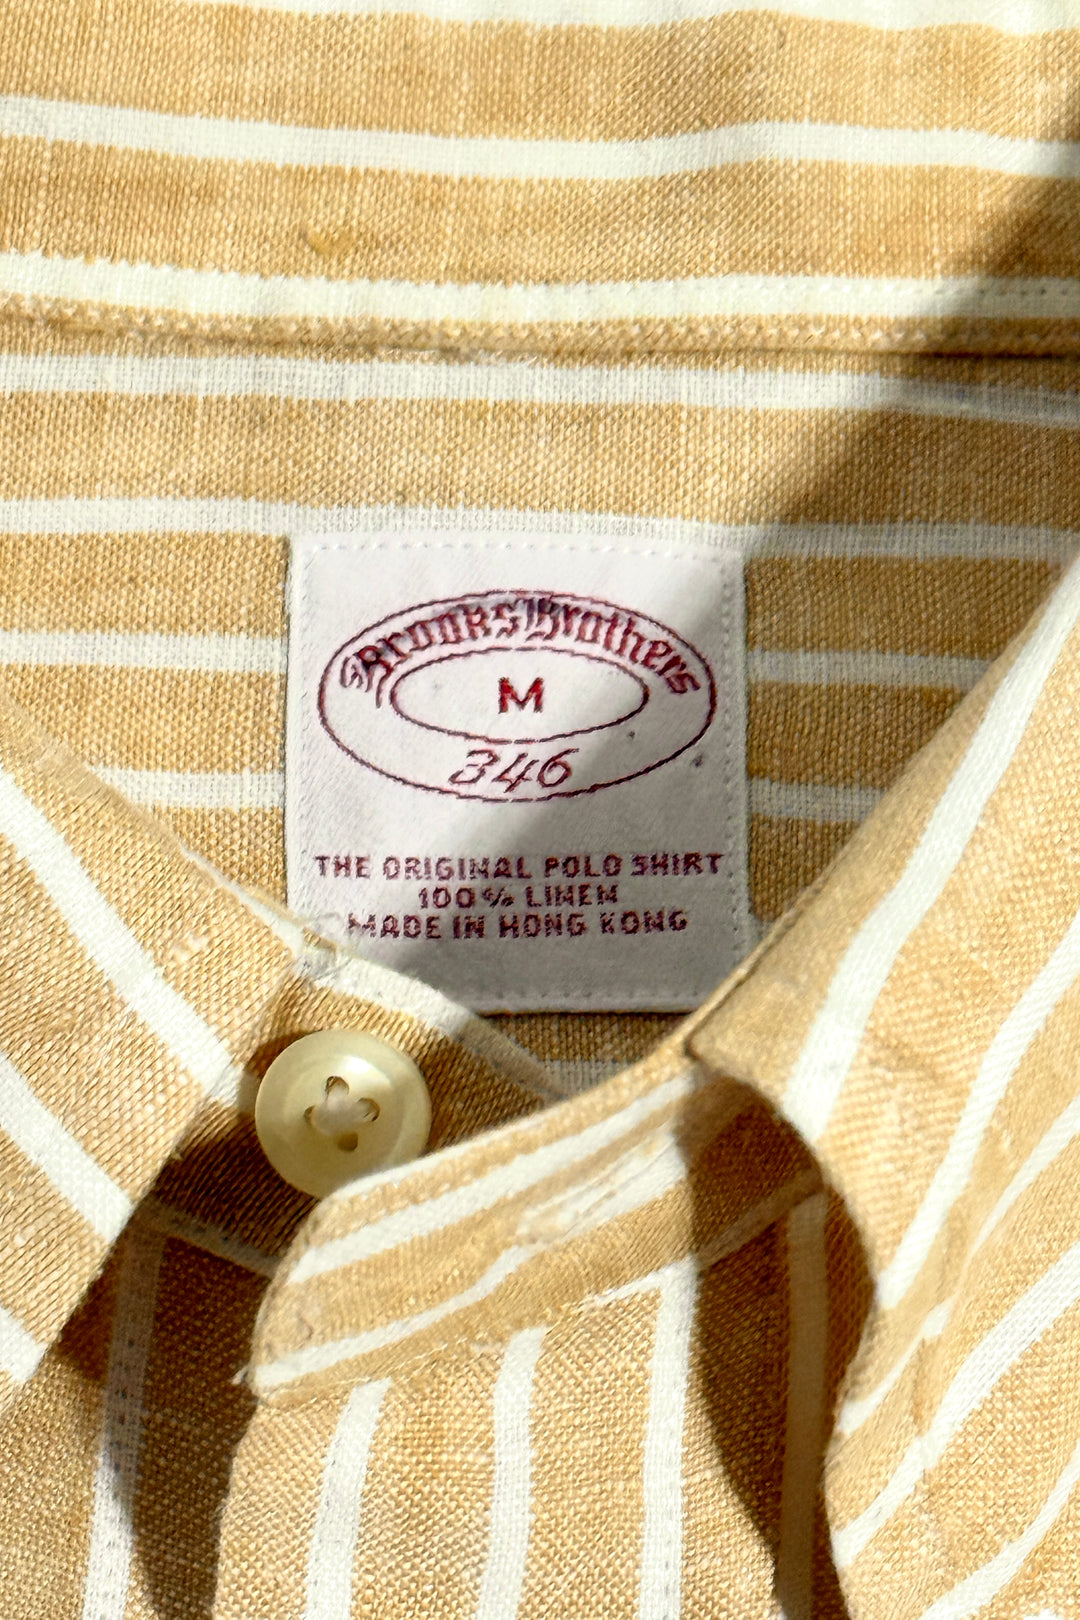 Brooks Brothers
M
346
THE ORIGINAL POLO SHIRT
100% LINEN
MADE IN HONG KONG